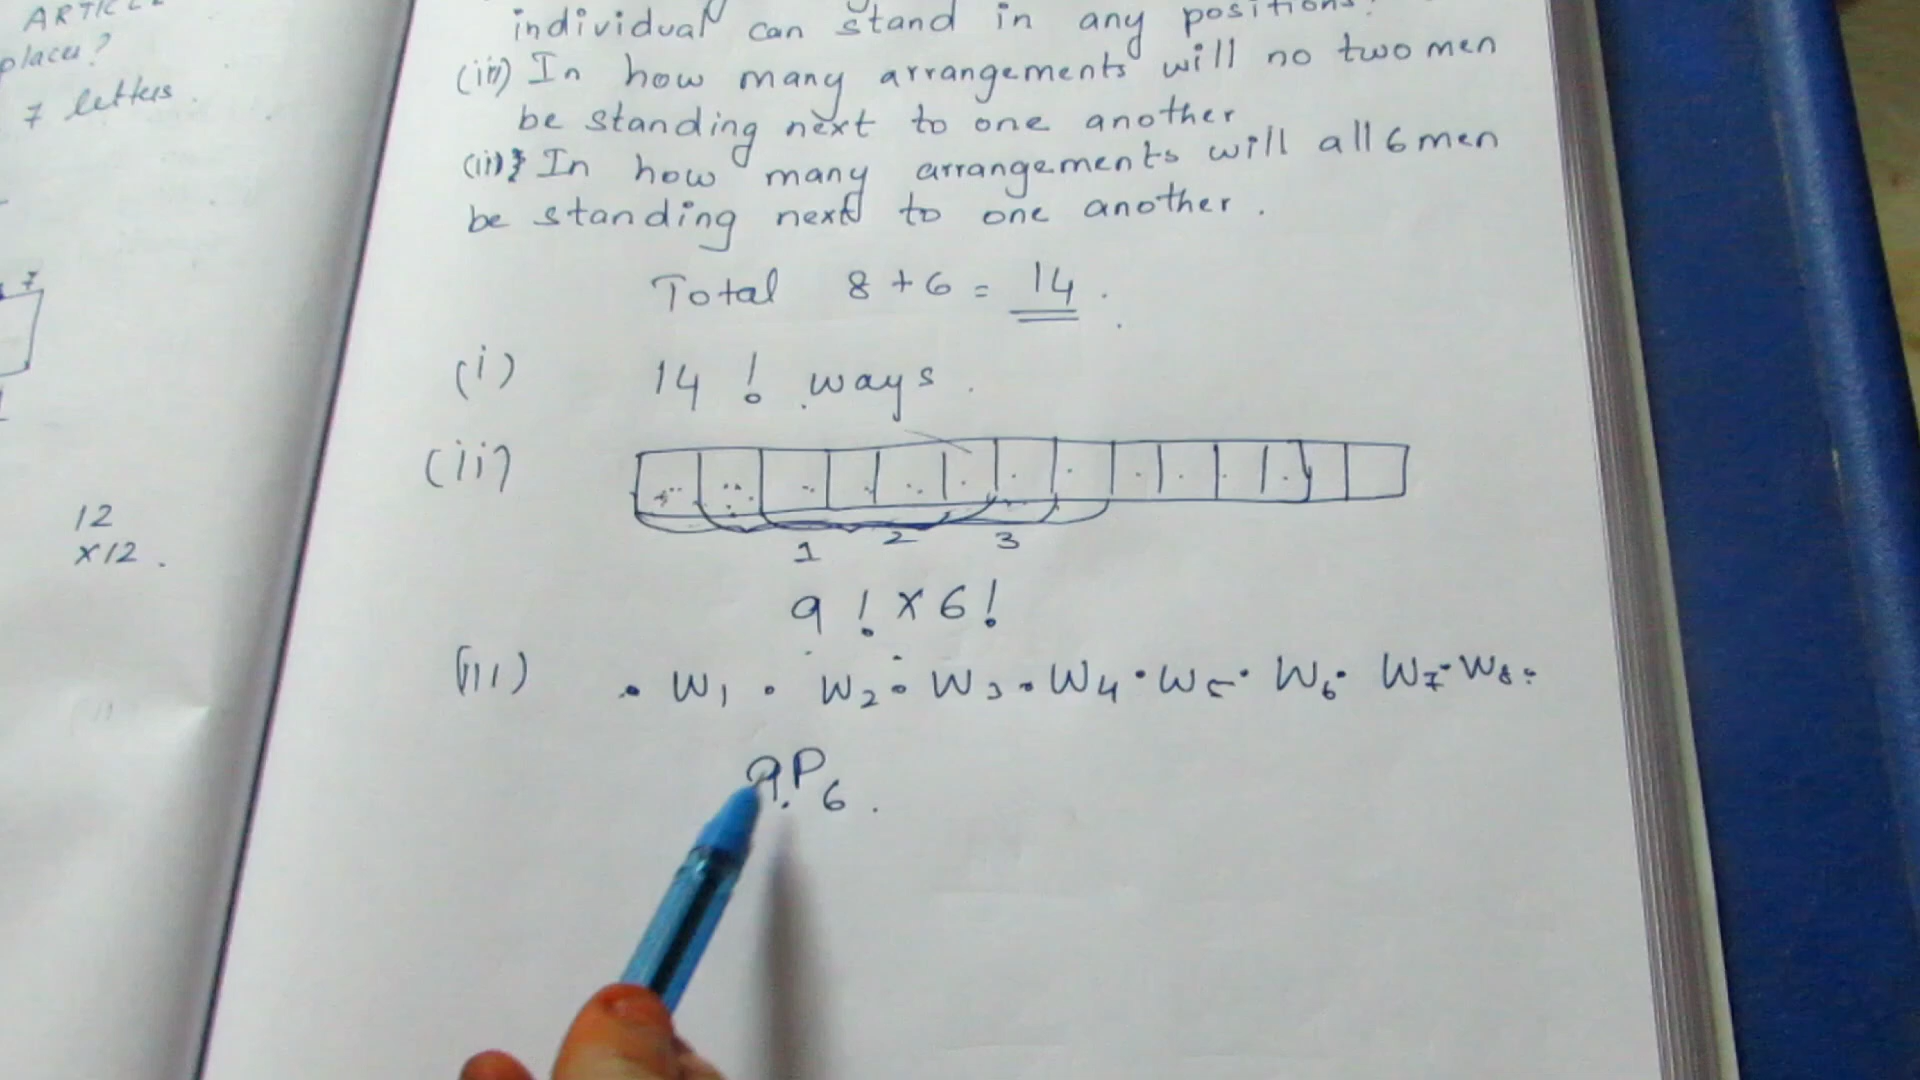 ARTICLE
places?
7 letters
7
12
x12.
individual can stand in any positions.
(iii) In how many arrangements will no two men
be standing next to one another
(ii) In how many arrangements will all 6 men
be standing next to one another.
Total 8 + 6 = 14.
(i) 14! ways.
(ii)
1 2 3
9! x 6!
(iii) . W1 . W2 . W3 . W4 . W5 . W6 . W7 . W8 .
9P6.